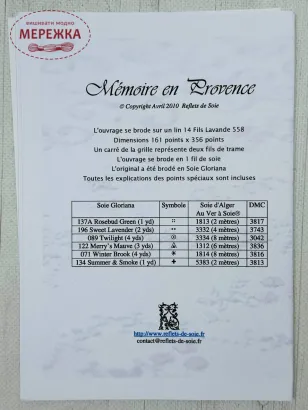 ВИШИВАТИ МОДНО
МЕРЕЖКА
Mémoire en Provence
© Copyright Avril 2010 Reflets de Soie
L'ouvrage se brode sur un lin 14 Fils Lavande 558
Dimensions 161 points x 356 points
Un carré de la grille représente deux fils de trame
L'ouvrage se brode en 1 fil de soie
L'original a été brodé en Soie Gloriana
Toutes les explications des points spéciaux sont incluses
Soie Gloriana Symbole Soie d'Alger Au Ver à Soie® DMC
137A Rosebud Green (1 yds) :: 1813 (2 mètres) 3817
196 Sweet Lavender (2 yds) 3332 (4 mètres) 3743
089 Twilight (4 yds) 3334 (8 mètres) 3042
122 Merry's Mauve (3 yds) 1312 (6 mètres) 3836
071 Winter Brook (4 yds) 1814 (8 mètres) 3816
134 Summer & Smoke (1 yd) + 5383 (2 mètres) 3813
http://www.reflets-de-soie.fr
contact@reflets-de-soie.fr